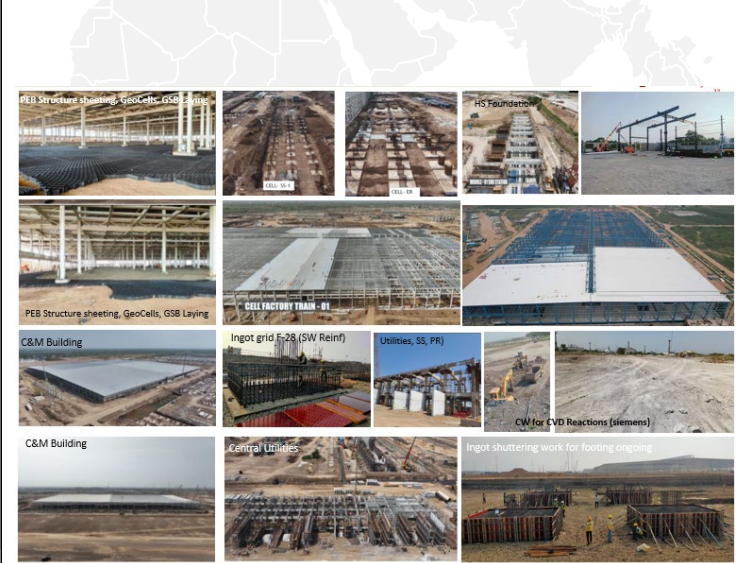 PEB Structure sheeting, GeoCells, GSB Laying
CELL- SS-1
CELL- ER
HS Foundation
PEB Structure sheeting, GeoCells, GSB Laying
CELL FACTORY TRAIN - 01
C&M Building
Ingot grid F-28 (SW Reinf)
Utilities, SS, PR)
CW for CVD Reactions (siemens)
C&M Building
Central Utilities
Ingot shuttering work for footing ongoing